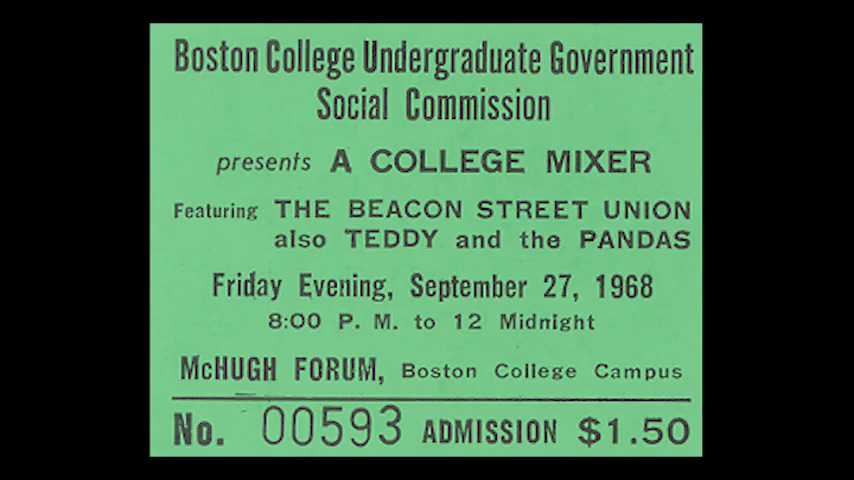 Boston College Undergraduate Government
Social Commission
presents A COLLEGE MIXER
Featuring THE BEACON STREET UNION
also TEDDY and the PANDAS
Friday Evening, September 27, 1968
8:00 P. M. to 12 Midnight
McHUGH FORUM, Boston College Campus
No. 00593 ADMISSION $1.50